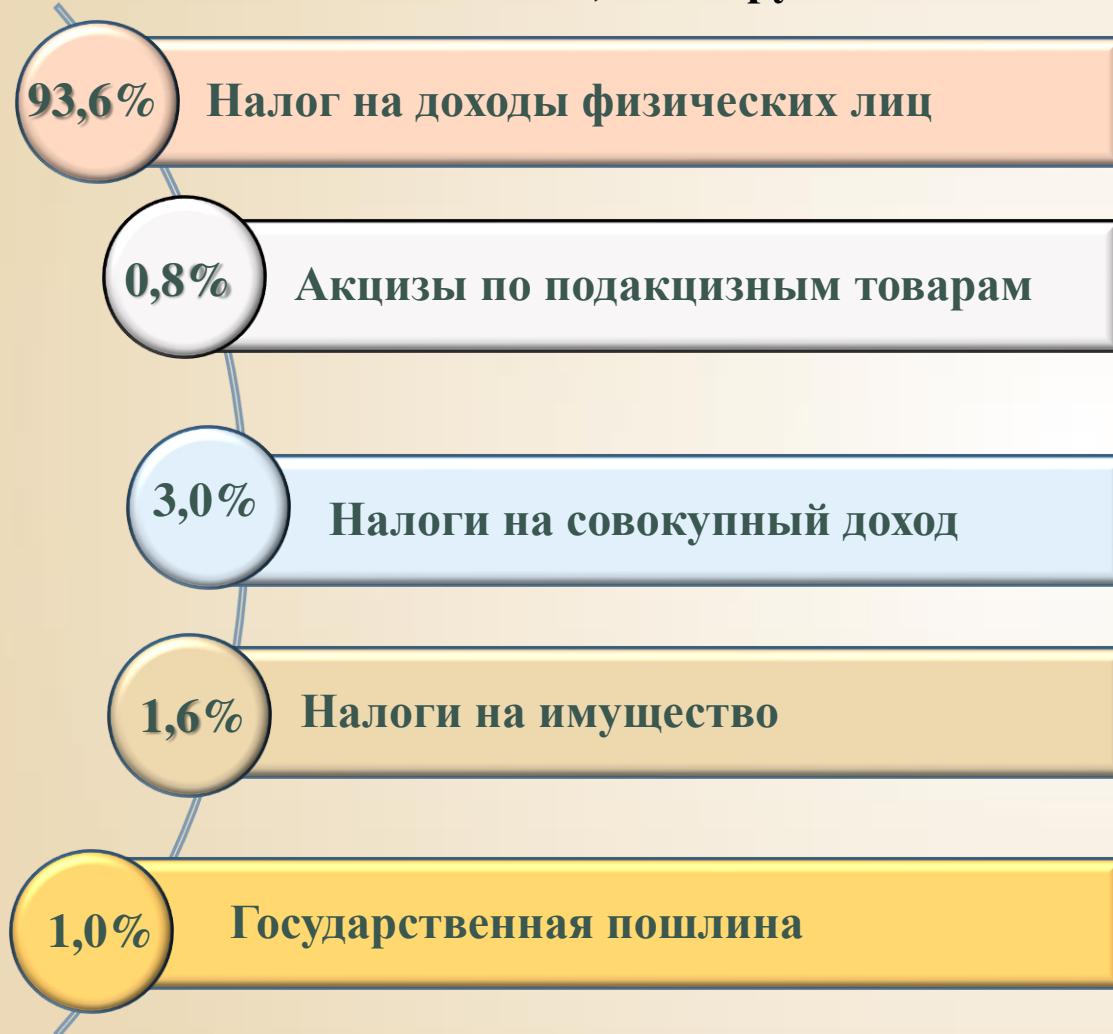 93,6% Налог на доходы физических лиц
0,8% Акцизы по подакцизным товарам
3,0% Налоги на совокупный доход
1,6% Налоги на имущество
1,0% Государственная пошлина